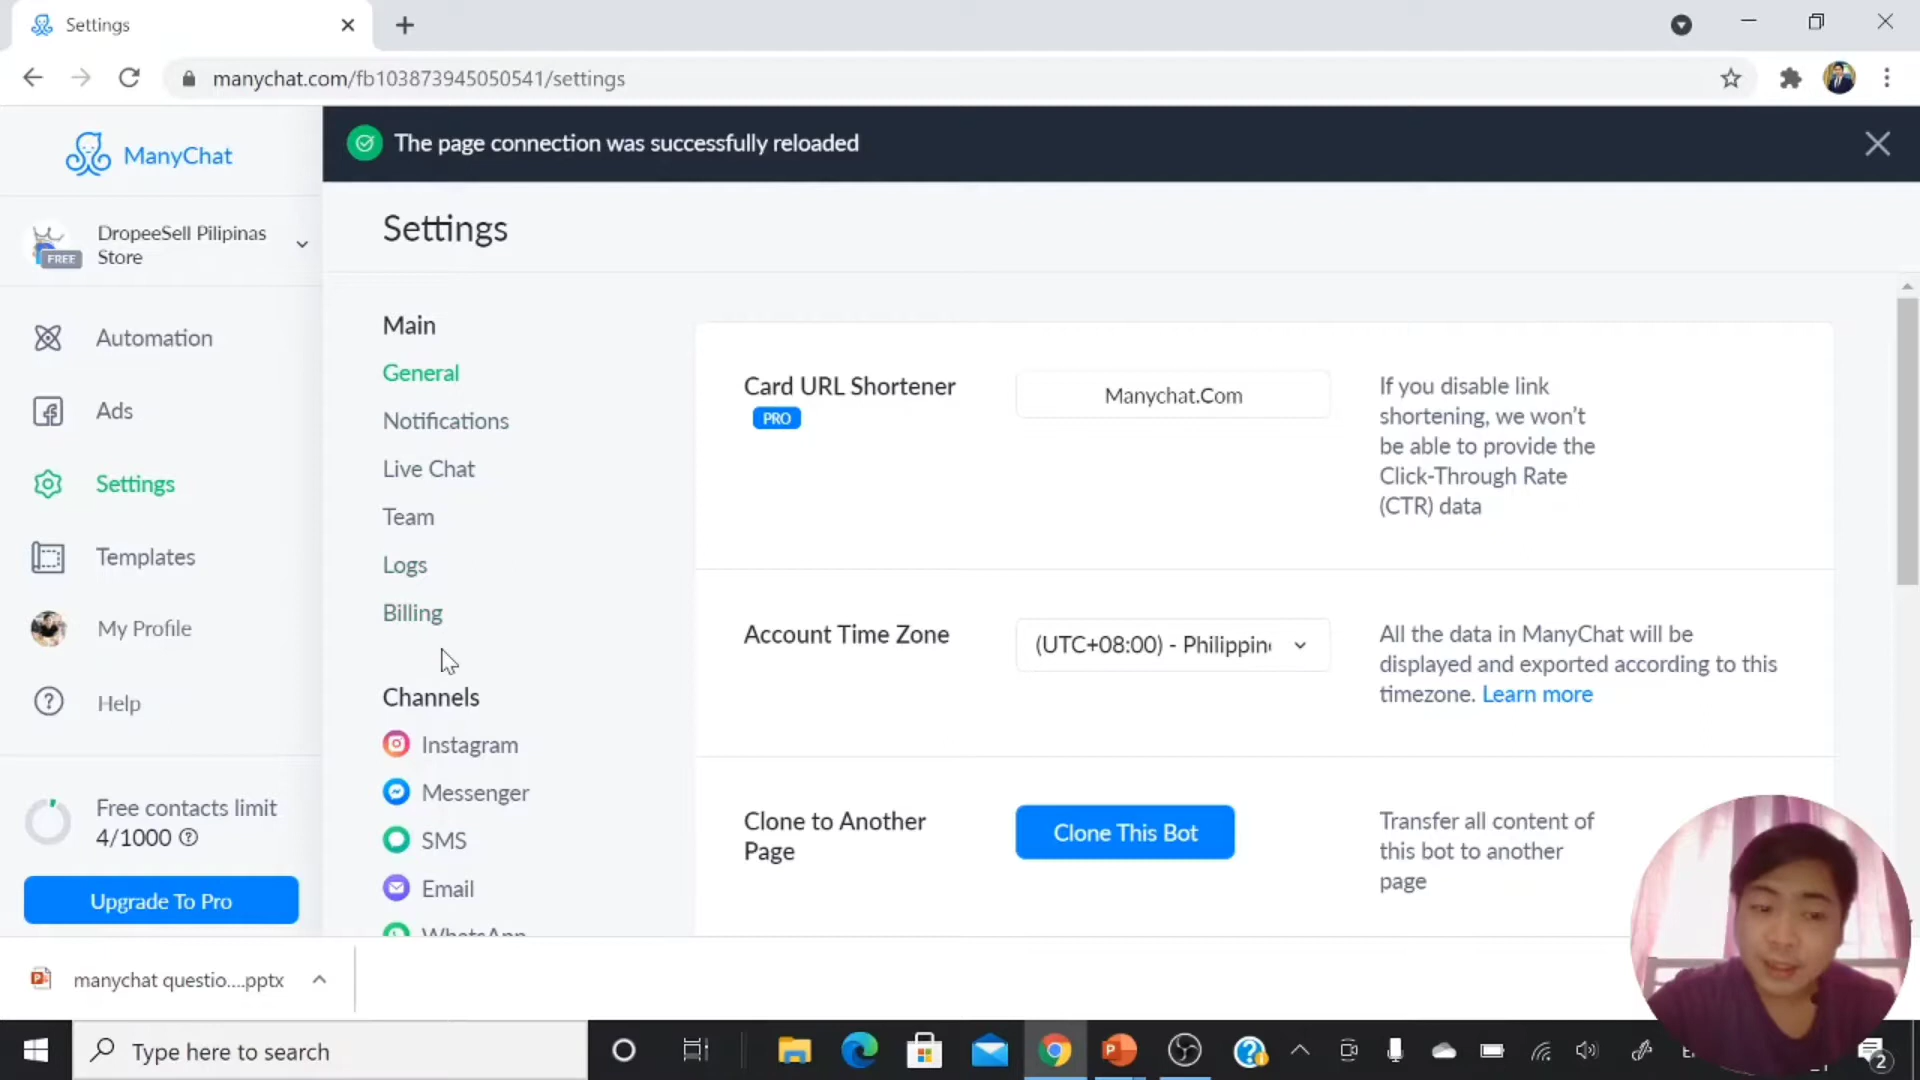 Settings
manychat.com/fb103873945050541/settings
ManyChat
The page connection was successfully reloaded
DropeeSell Pilipinas
Store
FREE
Settings
Automation
Ads
Settings
Templates
My Profile
Help
Free contacts limit
4/1000
Upgrade To Pro
Main
General
Notifications
Live Chat
Team
Logs
Billing
Channels
Instagram
Messenger
SMS
Email
WhatsApp
Card URL Shortener
PRO
Manychat.Com
If you disable link
shortening, we won't
be able to provide the
Click-Through Rate
(CTR) data
Account Time Zone
(UTC+08:00) - Philippin
All the data in ManyChat will be
displayed and exported according to this
timezone. Learn more
Clone to Another
Page
Clone This Bot
Transfer all content of
this bot to another
page
manychat questio....pptx
Type here to search
2